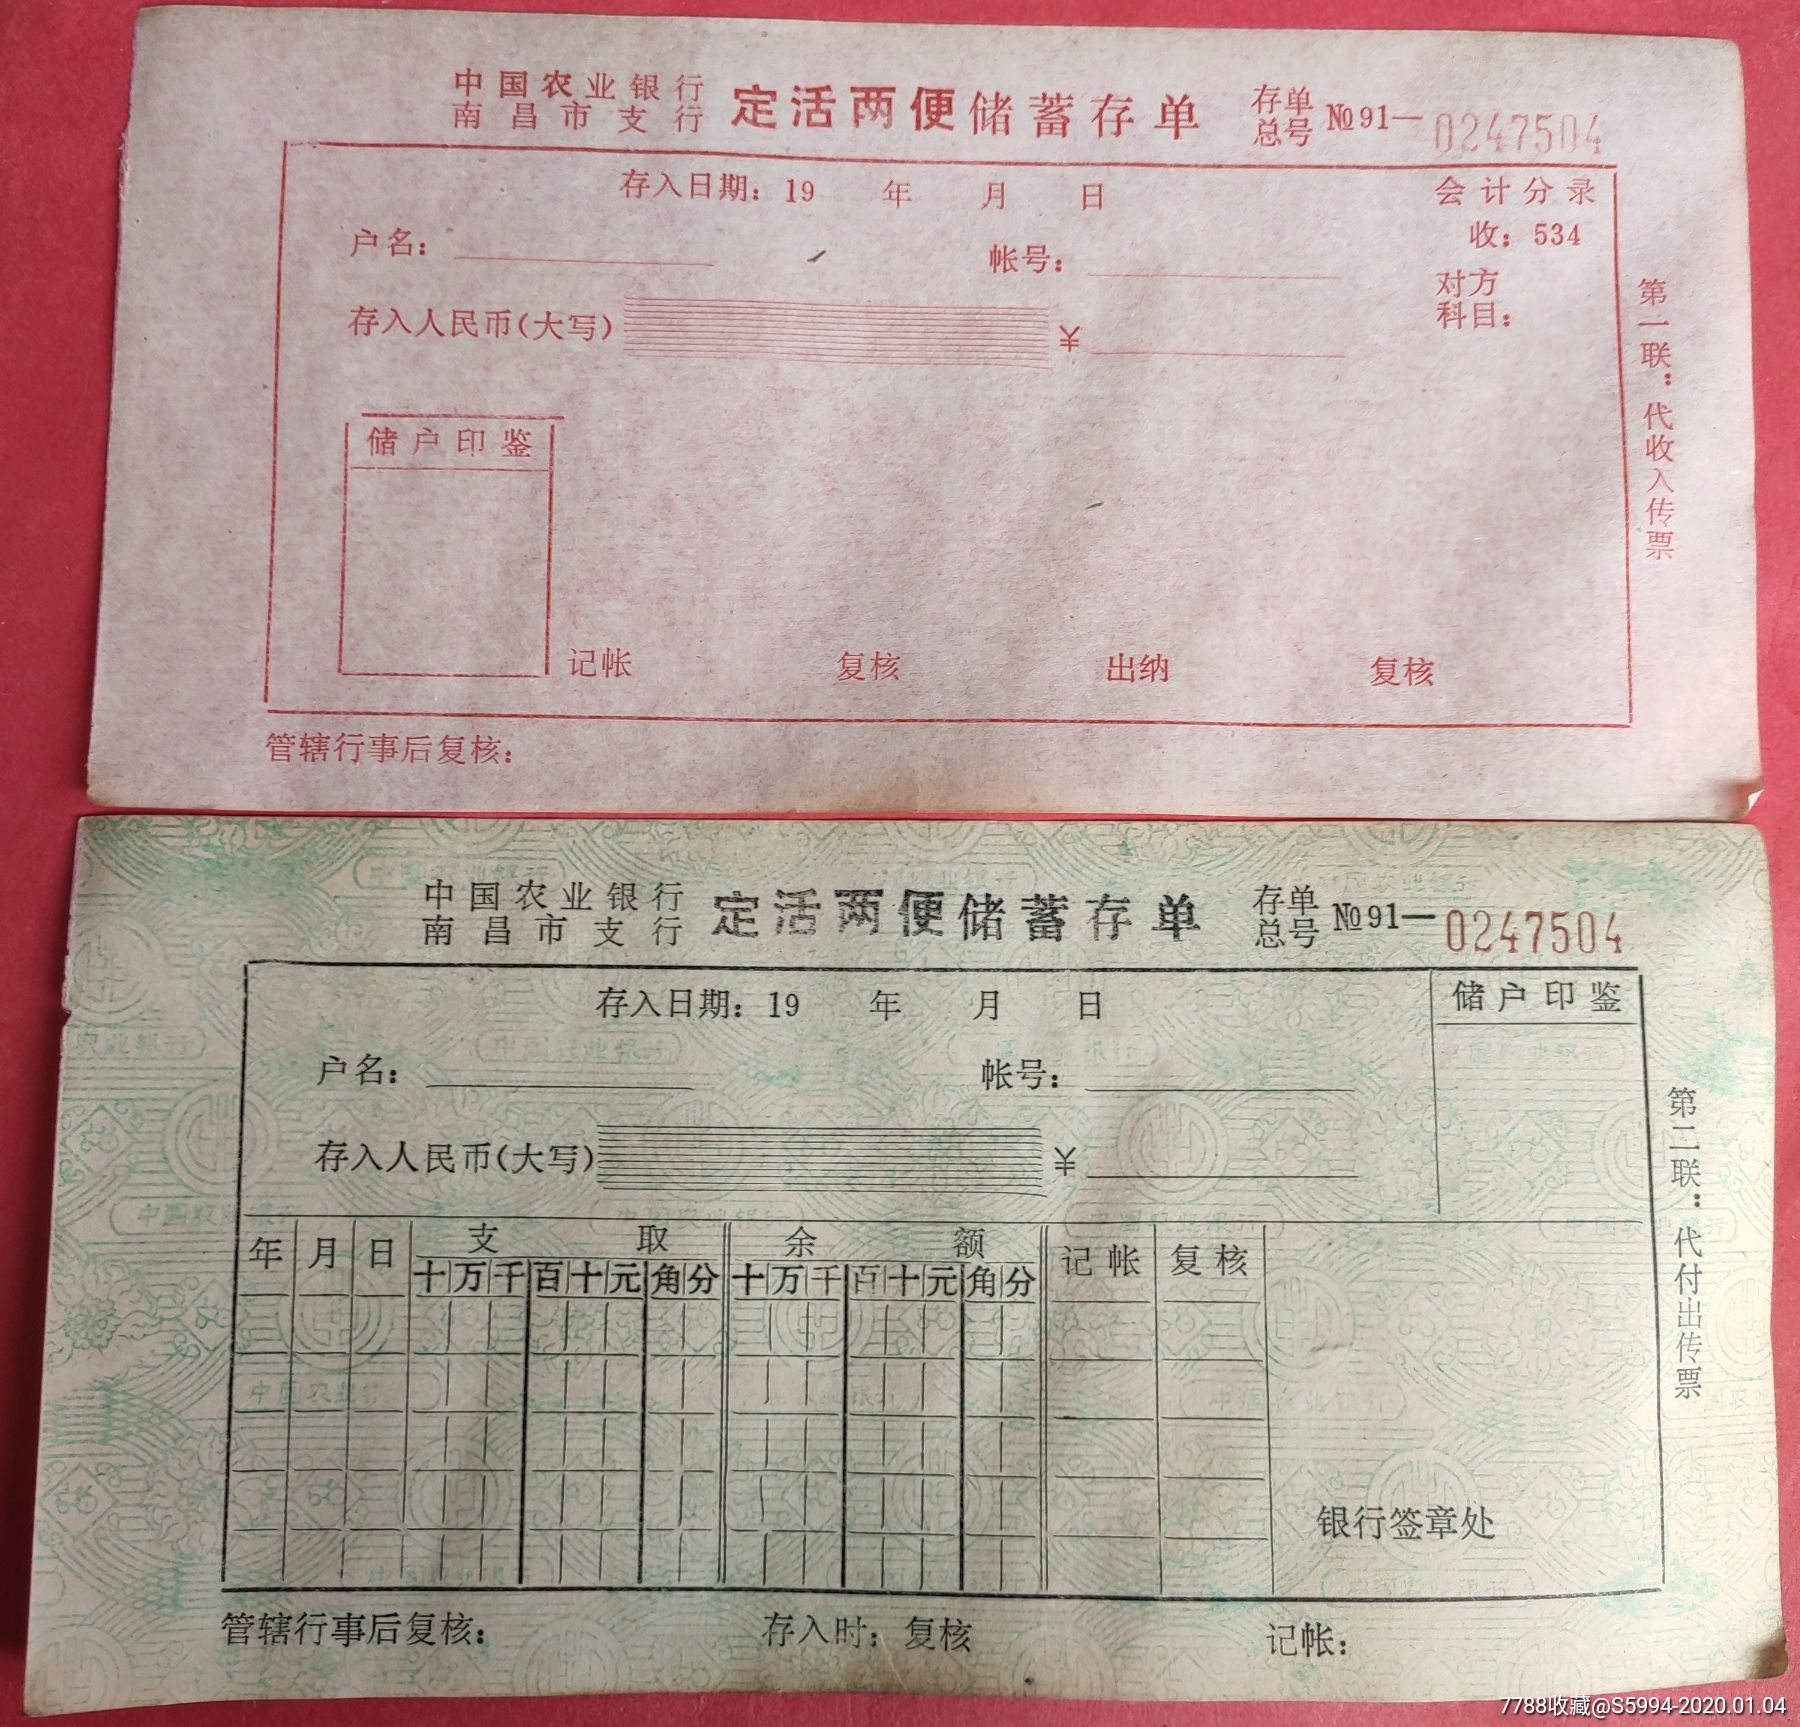 中国农业银行
南昌市支行
定活两便储蓄存单
存单
总号
№91—0247504
存入日期：19 年 月 日
会计分录
收：534
户名：
帐号：
对方
科目：
存入人民币(大写)
¥
储户印鉴
记帐 复核 出纳 复核
管辖行事后复核：
第一联：代收入传票
中国农业银行
南昌市支行
定活两便储蓄存单
存单
总号
№91—0247504
存入日期：19 年 月 日
储户印鉴
户名：
帐号：
存入人民币(大写)
¥
年 月 日 支取 余额 记帐 复核
十万千百十元角分 十万千百十元角分
银行签章处
管辖行事后复核： 存入时：复核 记帐：
第二联：代付出传票
7788收藏@S5994-2020.01.04